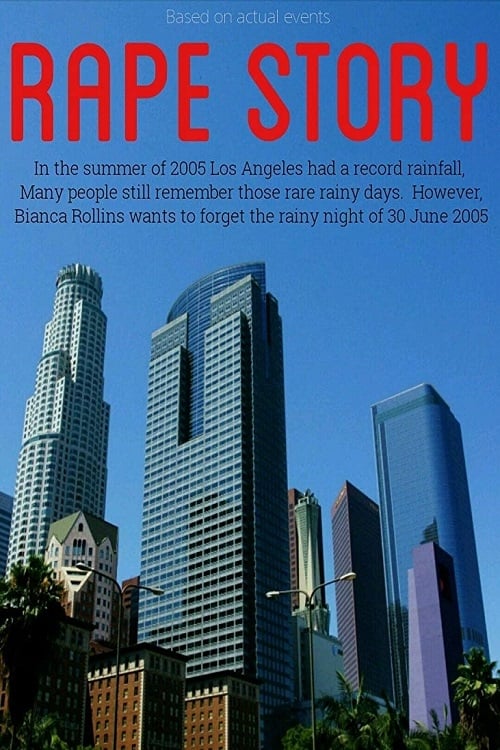 Based on actual events
RAPE STORY
In the summer of 2005 Los Angeles had a record rainfall,
Many people still remember those rare rainy days. However,
Bianca Rollins wants to forget the rainy night of 30 June 2005